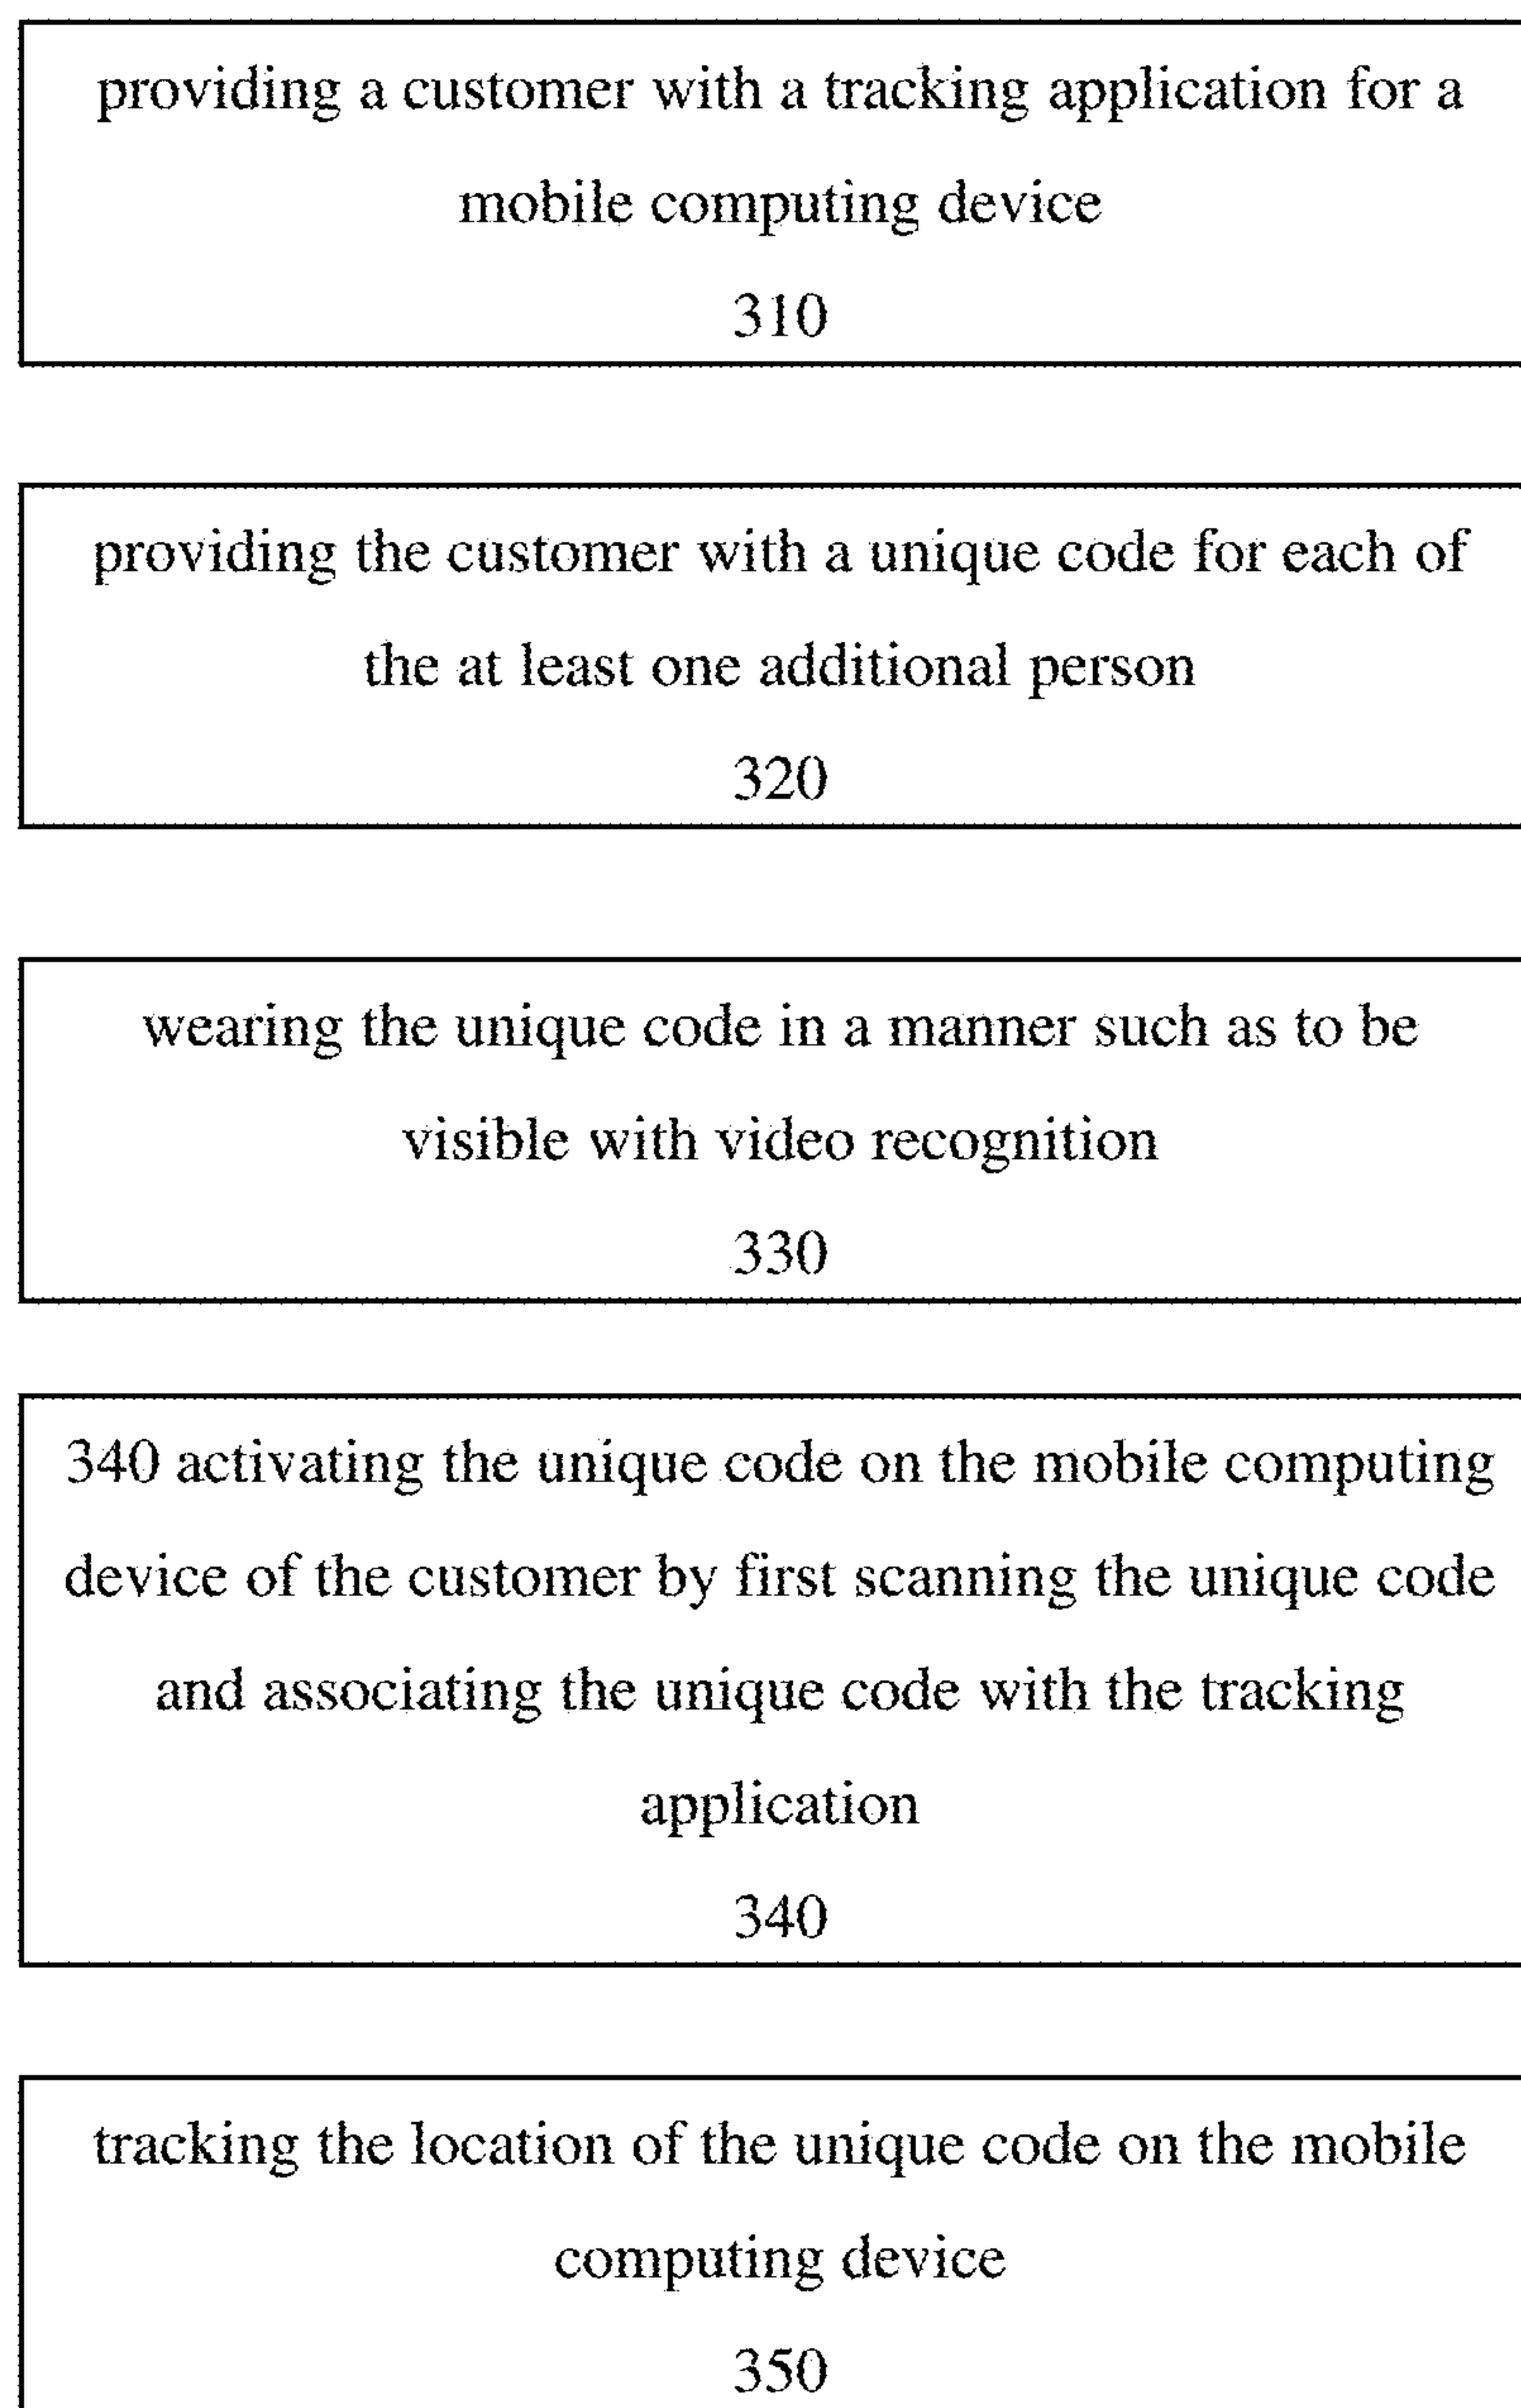 providing a customer with a tracking application for a
mobile computing device
310
providing the customer with a unique code for each of
the at least one additional person
320
wearing the unique code in a manner such as to be
visible with video recognition
330
340 activating the unique code on the mobile computing
device of the customer by first scanning the unique code
and associating the unique code with the tracking
application
340
tracking the location of the unique code on the mobile
computing device
350